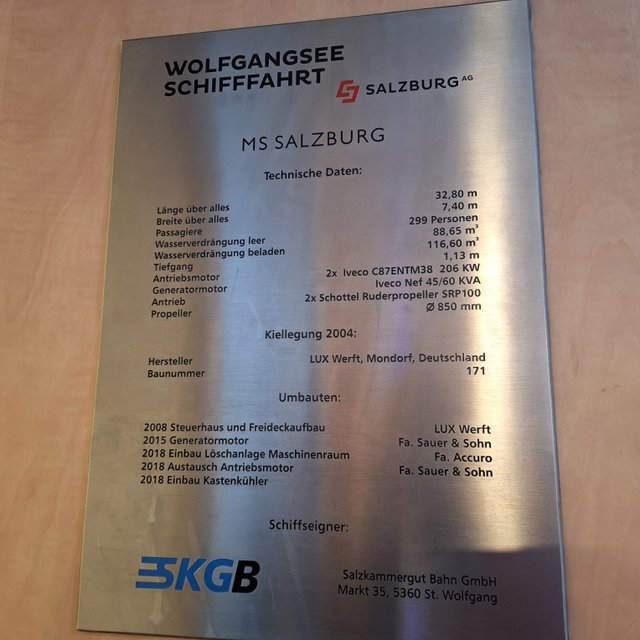 WOLFGANGSEE
SCHIFFFAHRT
SALZBURG AG
MS SALZBURG
Technische Daten:
Länge über alles 32,80 m
Breite über alles 7,40 m
Passagiere 299 Personen
Wasserverdrängung leer 88,65 m³
Wasserverdrängung beladen 116,60 m³
Tiefgang 1,13 m
Antriebsmotor 2x Iveco C87ENTM38 206 KW
Generatormotor Iveco Nef 45/60 KVA
Antrieb 2x Schottel Ruderpropeller SRP100
Propeller Ø 850 mm
Kiellegung 2004:
Hersteller LUX Werft, Mondorf, Deutschland
Baunummer 171
Umbauten:
2008 Steuerhaus und Freideckaufbau LUX Werft
2015 Generatormotor Fa. Sauer & Sohn
2018 Einbau Löschanlage Maschinenraum Fa. Accuro
2018 Austausch Antriebsmotor Fa. Sauer & Sohn
2018 Einbau Kastenkühler
Schiffseigner:
SKGB
Salzkammergut Bahn GmbH
Markt 35, 5360 St. Wolfgang